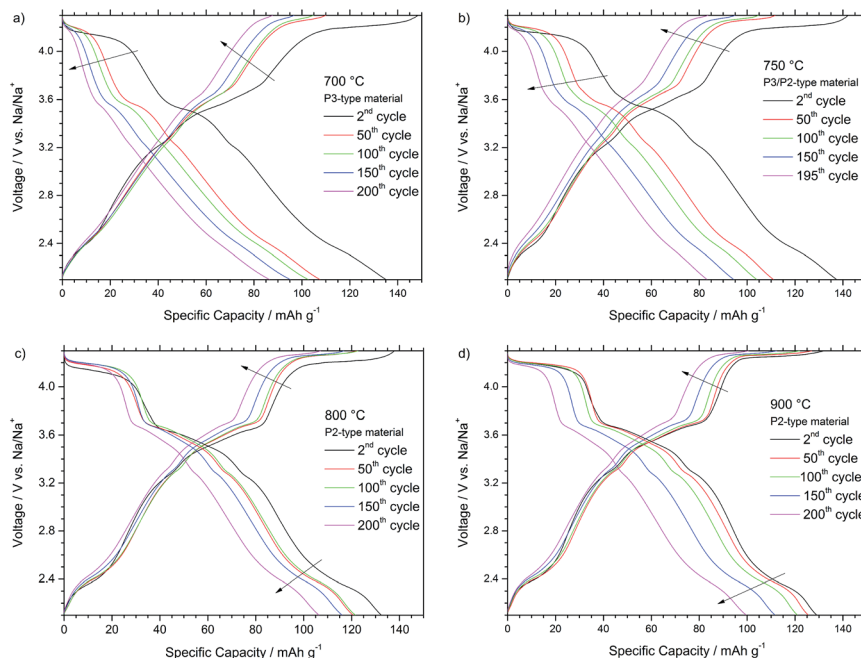 a)
4.0
3.6
3.2
2.8
2.4
Voltage / V vs. Na/Na⁺
0 20 40 60 80 100 120 140
Specific Capacity / mAh g⁻¹
700 °C
P3-type material
2ⁿᵈ cycle
50ᵗʰ cycle
100ᵗʰ cycle
150ᵗʰ cycle
200ᵗʰ cycle
b)
4.0
3.6
3.2
2.8
2.4
Voltage / V vs. Na/Na⁺
0 20 40 60 80 100 120 140
Specific Capacity / mAh g⁻¹
750 °C
P3/P2-type material
2ⁿᵈ cycle
50ᵗʰ cycle
100ᵗʰ cycle
150ᵗʰ cycle
195ᵗʰ cycle
c)
4.0
3.6
3.2
2.8
2.4
Voltage / V vs. Na/Na⁺
0 20 40 60 80 100 120 140
Specific Capacity / mAh g⁻¹
800 °C
P2-type material
2ⁿᵈ cycle
50ᵗʰ cycle
100ᵗʰ cycle
150ᵗʰ cycle
200ᵗʰ cycle
d)
4.0
3.6
3.2
2.8
2.4
Voltage / V vs. Na/Na⁺
0 20 40 60 80 100 120 140
Specific Capacity / mAh g⁻¹
900 °C
P2-type material
2ⁿᵈ cycle
50ᵗʰ cycle
100ᵗʰ cycle
150ᵗʰ cycle
200ᵗʰ cycle